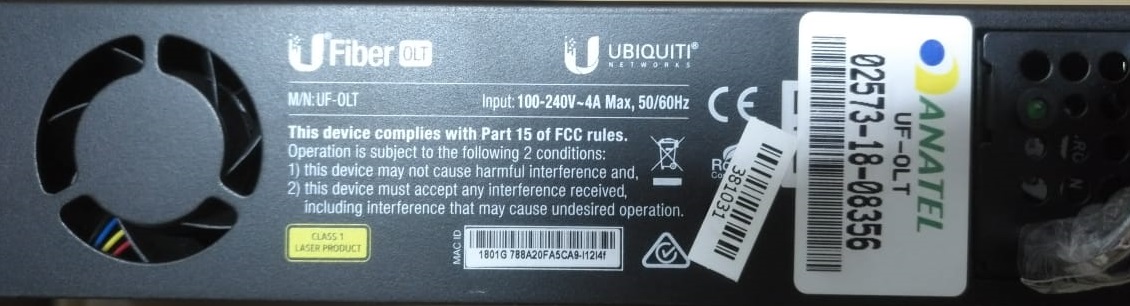 U Fiber OLT
UBIQUITI®
NETWORKS
M/N: UF-OLT
Input: 100-240V~4A Max, 50/60Hz
This device complies with Part 15 of FCC rules.
Operation is subject to the following 2 conditions:
1) this device may not cause harmful interference and,
2) this device must accept any interference received,
including interference that may cause undesired operation.
CLASS 1
LASER PRODUCT
MAC ID
1801G 788A20FA5CA9-I12I4f
CE
381031
ANATEL
UF-OLT
02573-18-08356